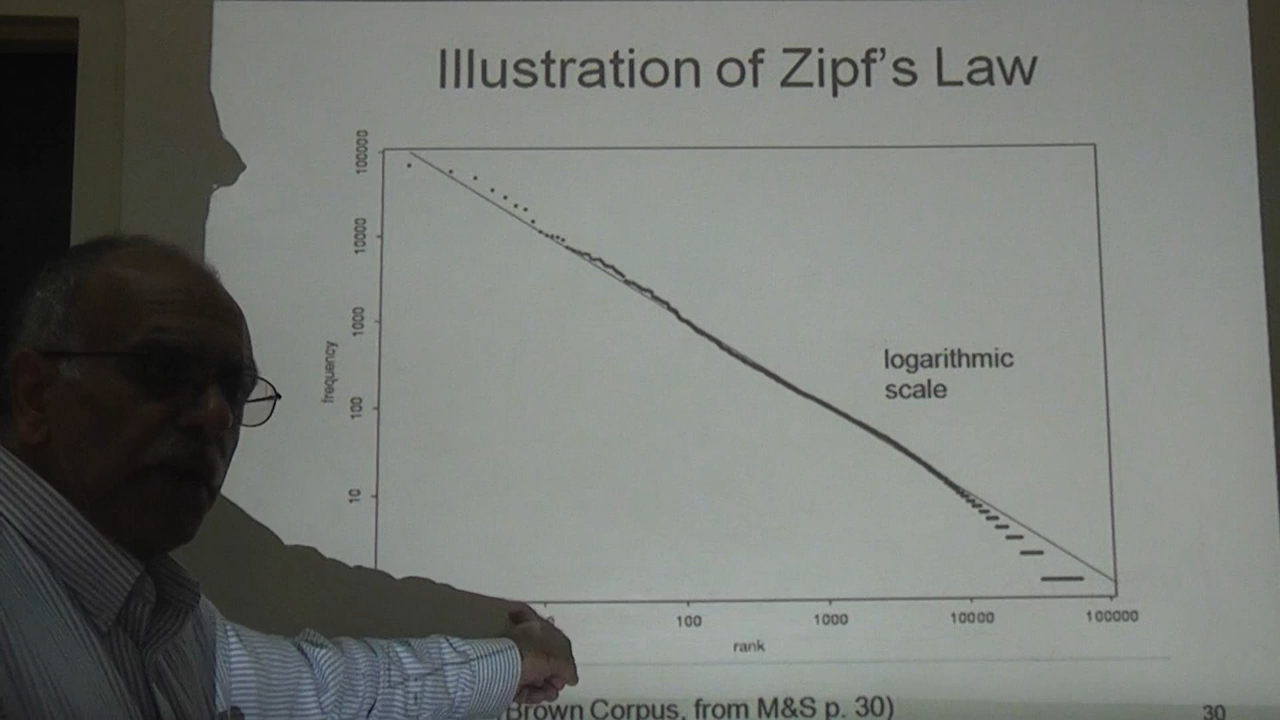 Illustration of Zipf's Law
100000
10000
1000
100
10
frequency
logarithmic
scale
100
1000
10000
100000
rank
Brown Corpus, from M&S p. 30)
30